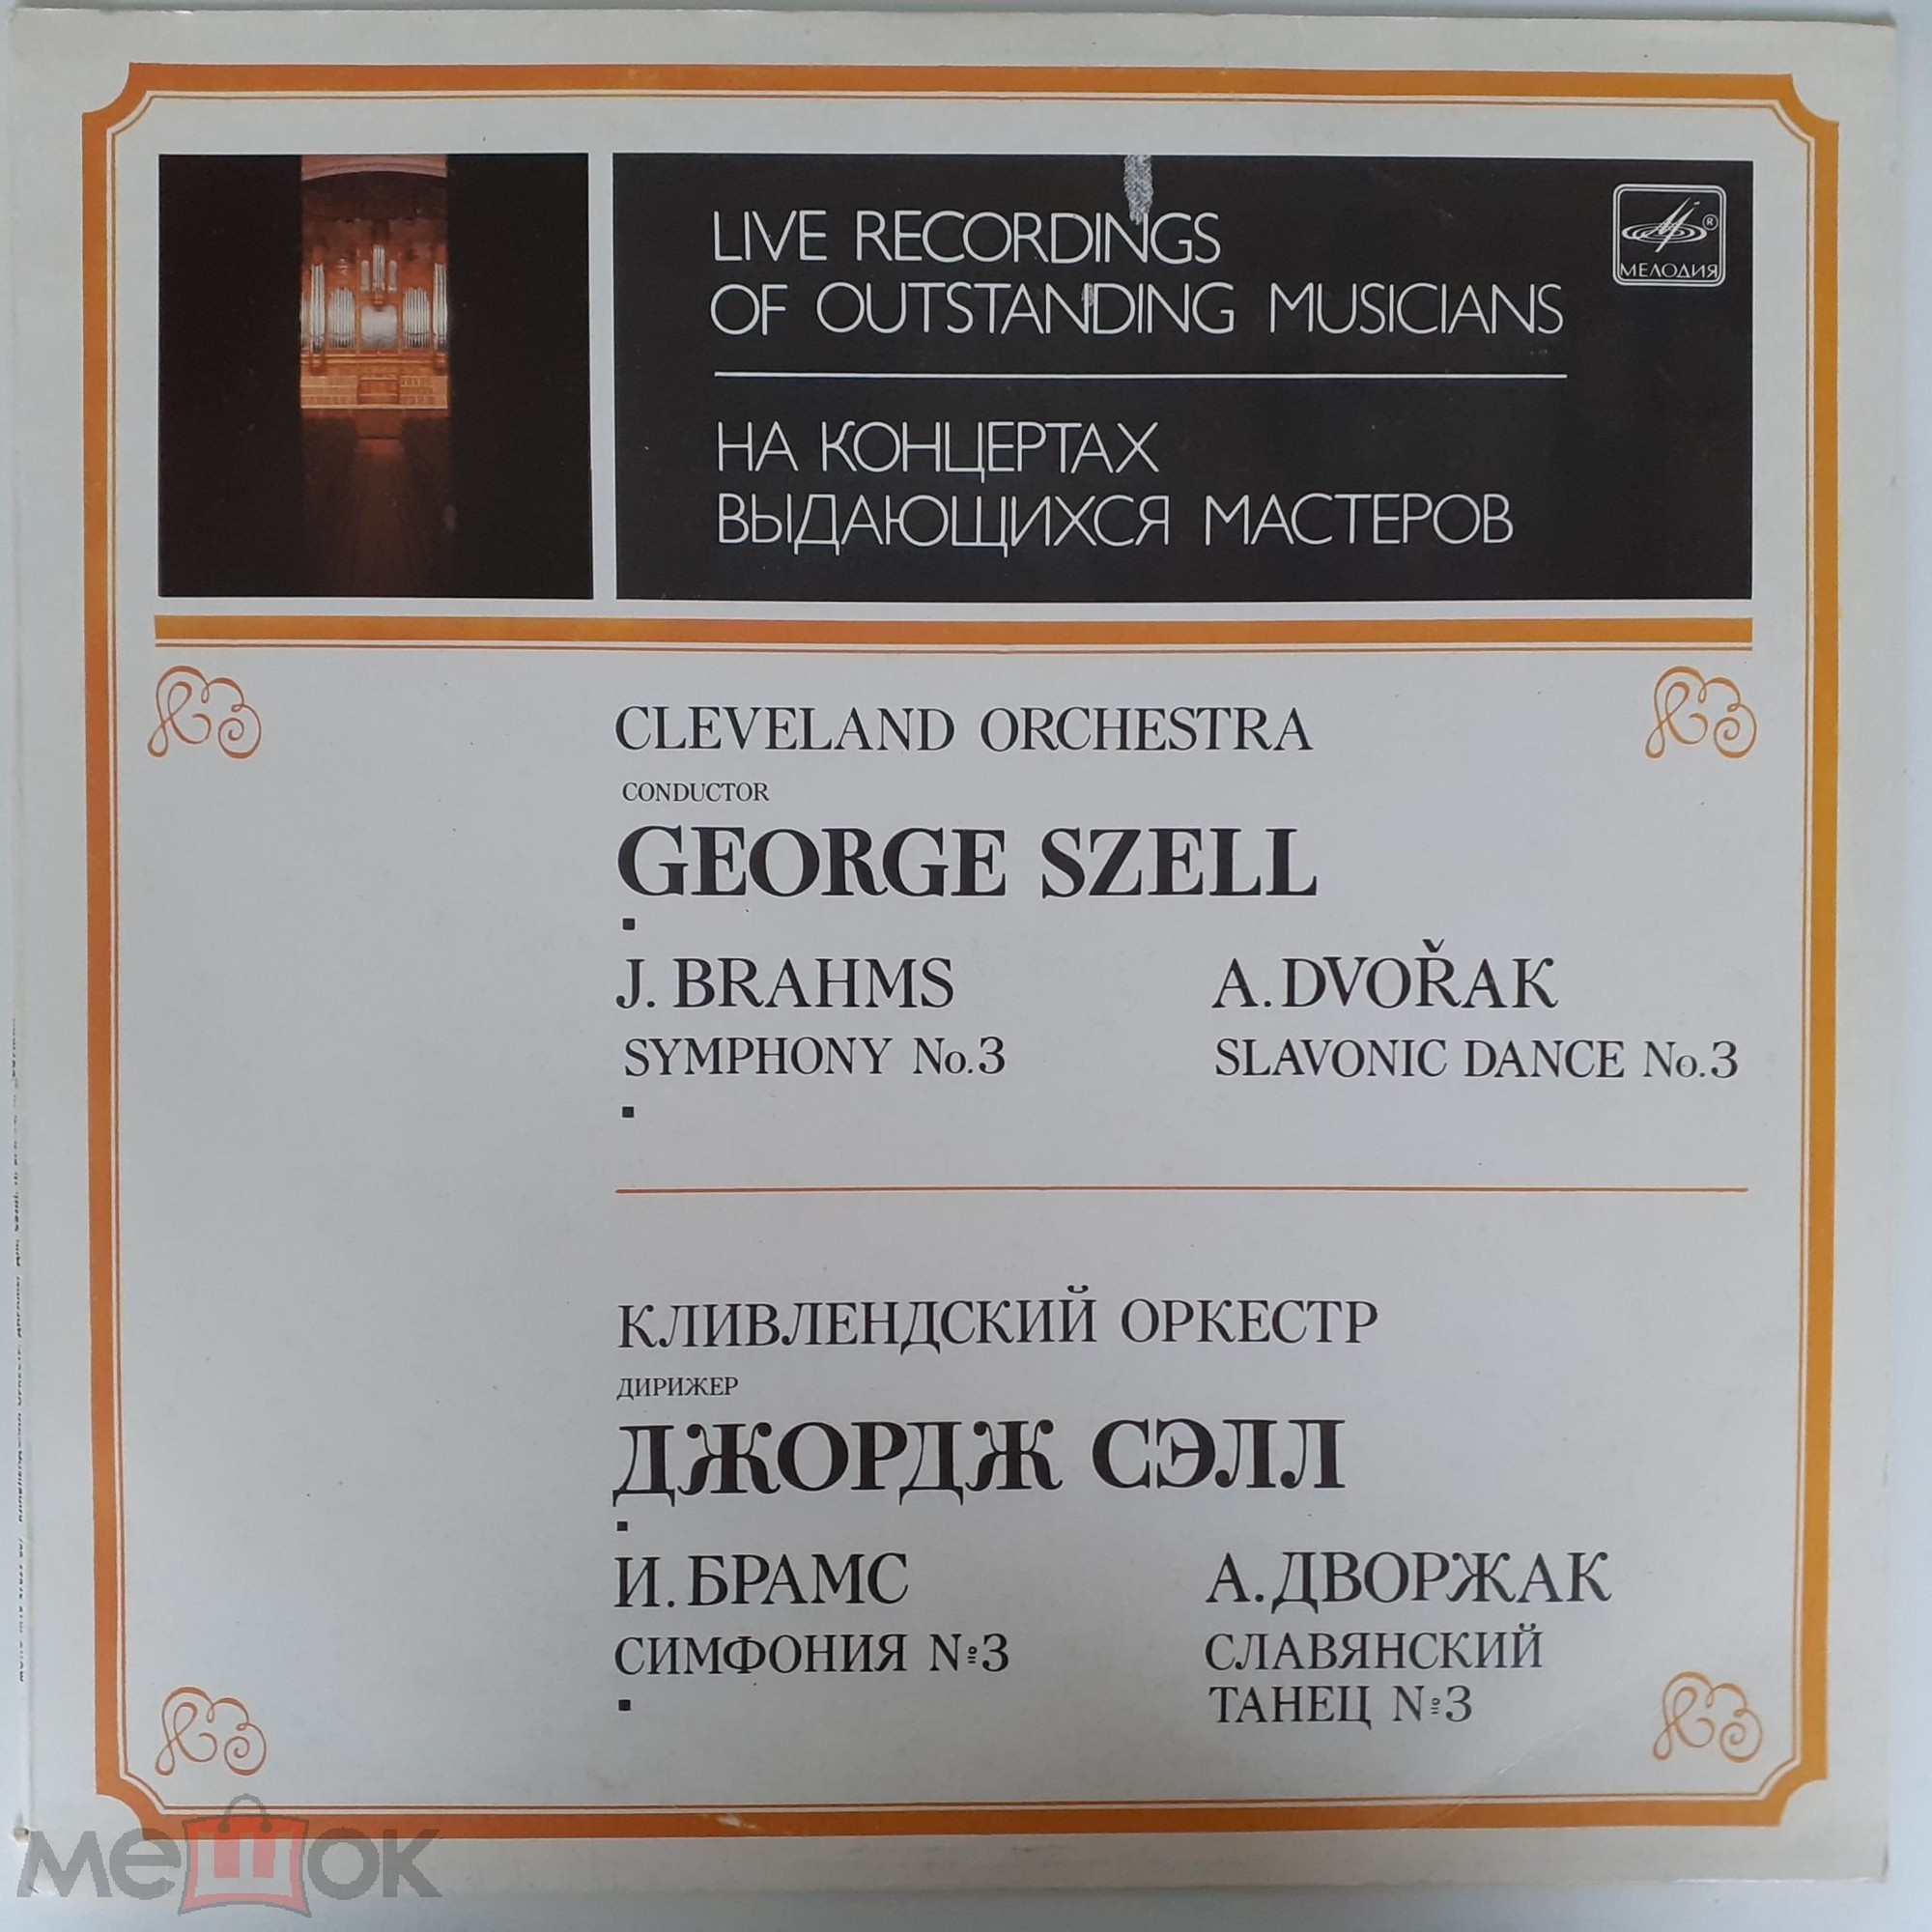 LIVE RECORDINGS
OF OUTSTANDING MUSICIANS
МЕЛОДИЯ
НА КОНЦЕРТАХ
ВЫДАЮЩИХСЯ МАСТЕРОВ
CLEVELAND ORCHESTRA
CONDUCTOR
GEORGE SZELL
J. BRAHMS
SYMPHONY No. 3
A. DVOŘAK
SLAVONIC DANCE No. 3
КЛИВЛЕНДСКИЙ ОРКЕСТР
ДИРИЖЕР
ДЖОРДЖ СЭЛЛ
И. БРАМС
СИМФОНИЯ №3
А. ДВОРЖАК
СЛАВЯНСКИЙ
ТАНЕЦ №3
мешок